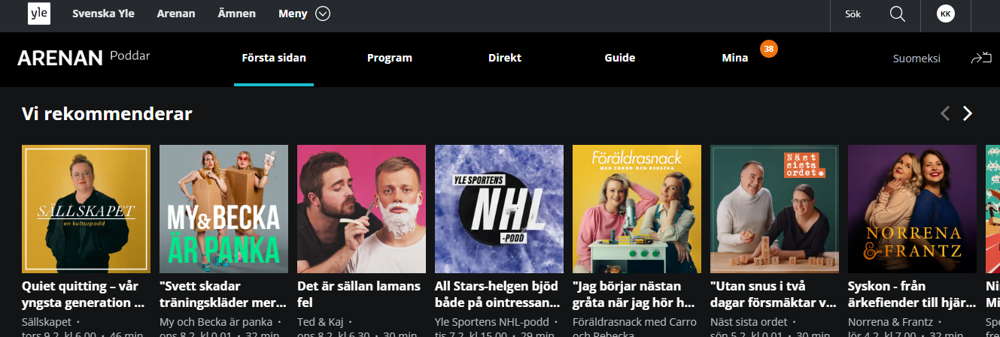 yle Svenska Yle Arenan Ämnen Meny Sök KK
ARENAN Poddar Första sidan Program Direkt Guide Mina 38 Suomeksi
Vi rekommenderar
SÄLLSKAPET
en kulturpodd
MY & BECKA
ÄR PANKA
YLE SPORTENS
NHL
-PODD
Föräldrasnack
MED CARRO OCH REBECKA
Näst
sista
ordet.
NORRENA
& FRANTZ
Quiet quitting – vår
yngsta generation ...
Sällskapet •
tors 9.2. kl 6.00 • 46 min
"Svett skadar
träningskläder mer...
My och Becka är panka •
ons 8.2. kl 0.01 • 32 min
Det är sällan lamans
fel
Ted & Kaj •
ons 8.2. kl 6.30 • 30 min
All Stars-helgen bjöd
både på ointressan...
Yle Sportens NHL-podd •
tis 7.2. kl 15.00 • 29 min
"Jag börjar nästan
gråta när jag hör h...
Föräldrasnack med Carro
och Rebecka
"Utan snus i två
dagar försmäktar v...
Näst sista ordet •
sön 5.2. kl 0.01 • 30 min
Syskon - från
ärkefiender till hjär...
Norrena & Frantz •
lör 4.2. kl 7.00 • 32 min
Ni
Mi
Spe
fre